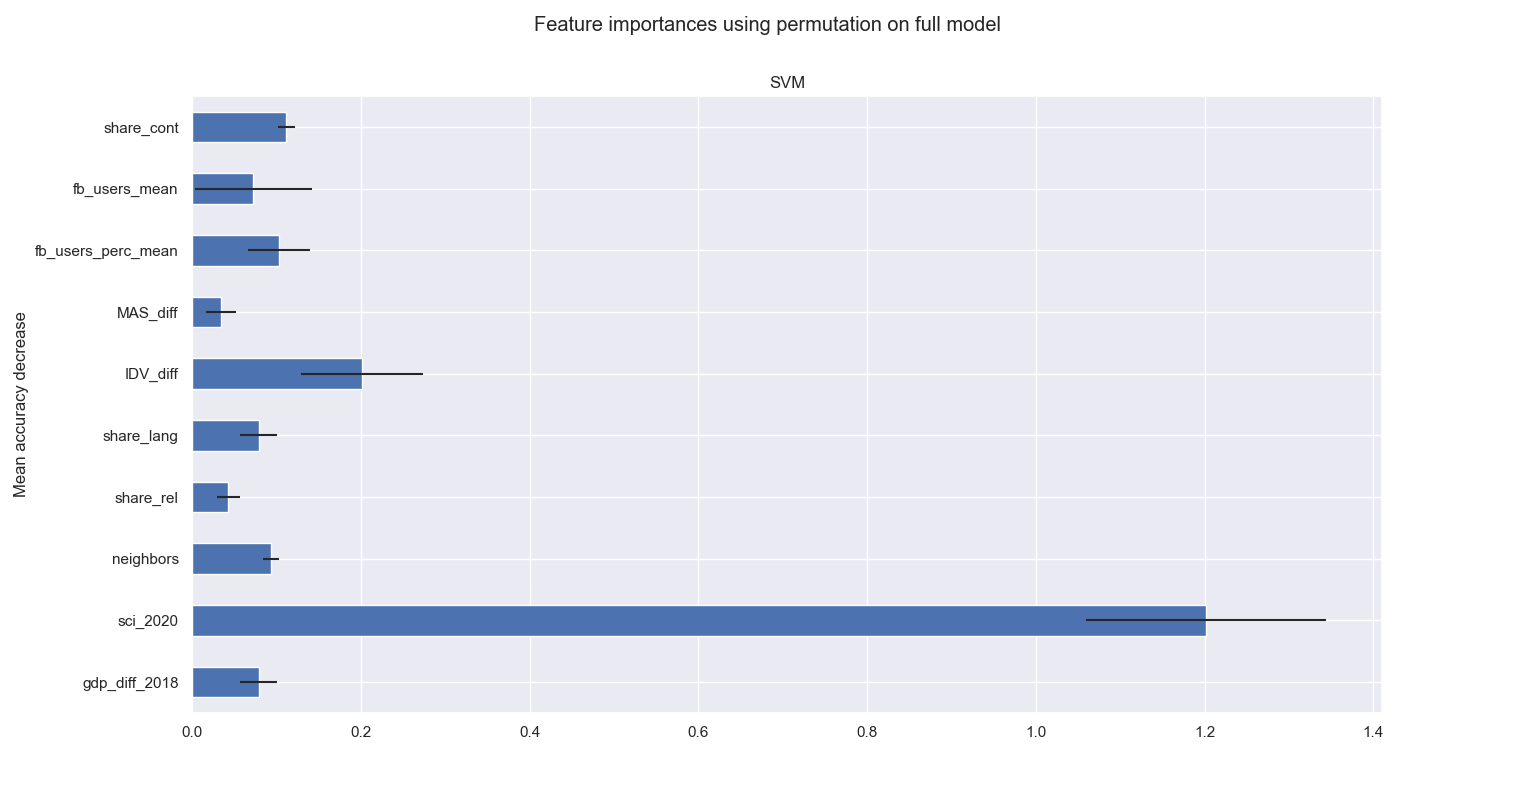 Feature importances using permutation on full model
SVM
Mean accuracy decrease
share_cont
fb_users_mean
fb_users_perc_mean
MAS_diff
IDV_diff
share_lang
share_rel
neighbors
sci_2020
gdp_diff_2018
0.0 0.2 0.4 0.6 0.8 1.0 1.2 1.4